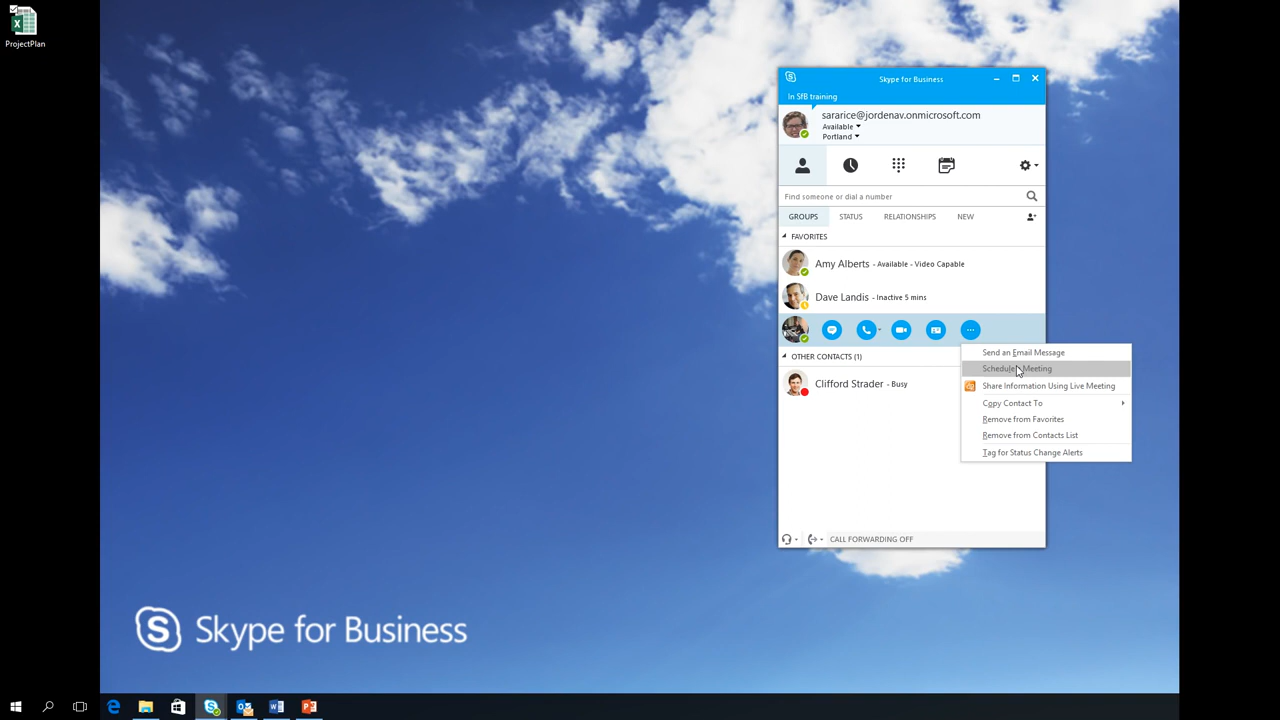 ProjectPlan
Skype for Business
In SfB training
sararice@jordenav.onmicrosoft.com
Available
Portland
Find someone or dial a number
GROUPS STATUS RELATIONSHIPS NEW
FAVORITES
Amy Alberts - Available - Video Capable
Dave Landis - Inactive 5 mins
OTHER CONTACTS (1)
Clifford Strader - Busy
Send an Email Message
Schedule a Meeting
Share Information Using Live Meeting
Copy Contact To
Remove from Favorites
Remove from Contacts List
Tag for Status Change Alerts
CALL FORWARDING OFF
Skype for Business